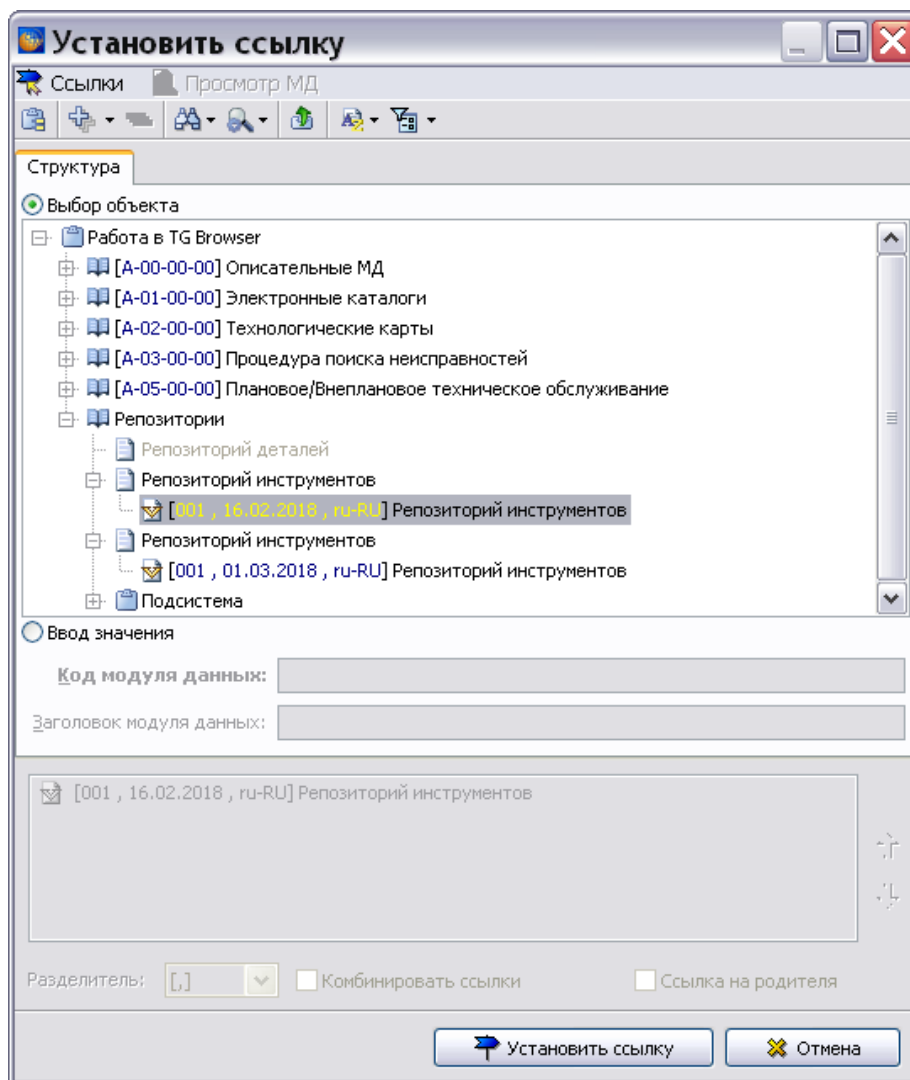 Установить ссылку
Ссылки Просмотр МД
Структура
Выбор объекта
Работа в TG Browser
[A-00-00-00] Описательные МД
[A-01-00-00] Электронные каталоги
[A-02-00-00] Технологические карты
[A-03-00-00] Процедура поиска неисправностей
[A-05-00-00] Плановое/Внеплановое техническое обслуживание
Репозитории
Репозиторий деталей
Репозиторий инструментов
[001 , 16.02.2018 , ru-RU] Репозиторий инструментов
Репозиторий инструментов
[001 , 01.03.2018 , ru-RU] Репозиторий инструментов
Подсистема
Ввод значения
Код модуля данных:
Заголовок модуля данных:
[001 , 16.02.2018 , ru-RU] Репозиторий инструментов
Разделитель: [,] Комбинировать ссылки Ссылка на родителя
Установить ссылку Отмена